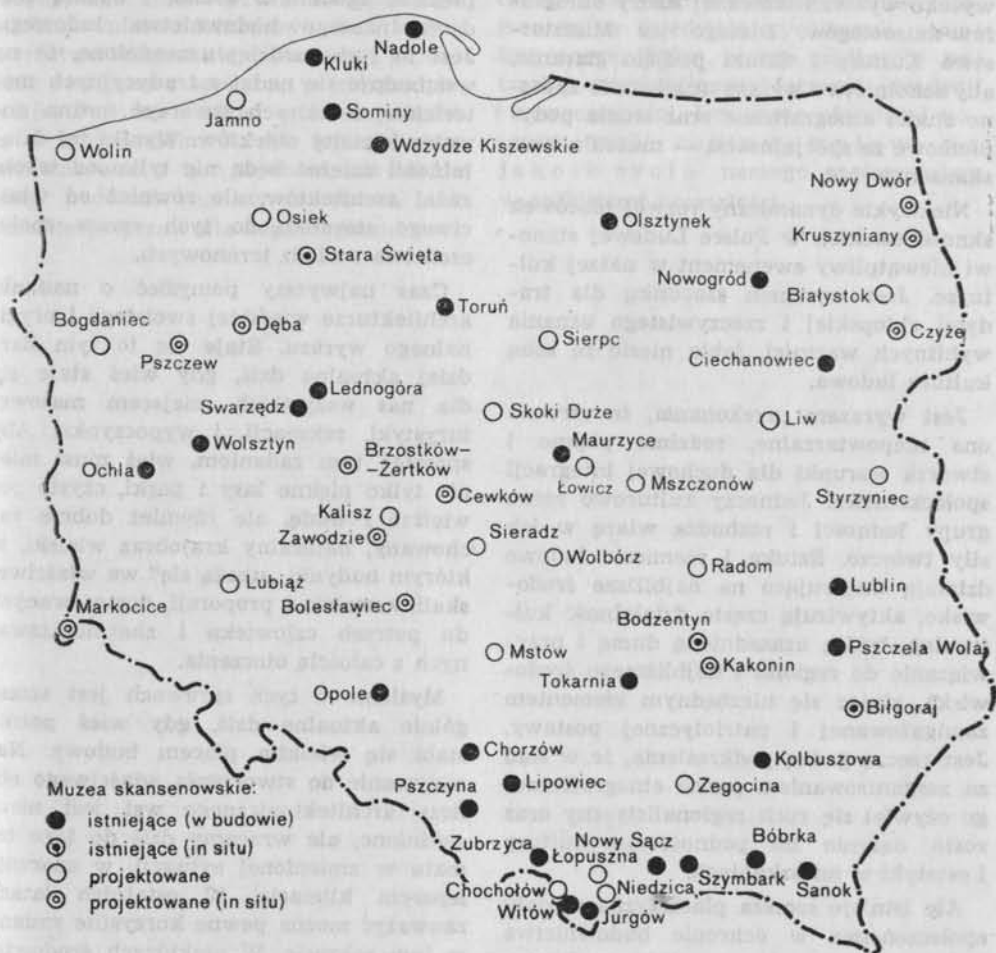 Nadole
Kluki
Jamno
Sominy
Wolin
Wdzydze Kiszewskie
Nowy Dwór
Osiek
Olsztynek
Kruszyniany
Stara Święta
Nowogród
Białystok
Toruń
Bogdaniec
Dęba
Sierpc
Czyże
Pszczew
Ciechanowiec
Lednogóra
Swarzędz
Skoki Duże
Liw
Wolsztyn
Maurzyce
Brzostków–
–Żertków
Ochla
Łowicz
Mszczonów
Styrzyniec
Cewków
Kalisz
Zawodzie
Sieradz
Wolbórz
Radom
Lubiąż
Bolesławiec
Lublin
Markocice
Bodzentyn
Mstów
Kakonin
Pszczela Wola
Tokarnia
Opole
Biłgoraj
Chorzów
Kolbuszowa
Pszczyna
Lipowiec
Zegocina
Muzea skansenowskie:
istniejące (w budowie)
istniejące (in situ)
projektowane
projektowane (in situ)
Zubrzyca
Łopuszna
Nowy Sącz
Bóbrka
Szymbark
Sanok
Chochołów
Niedzica
Witów
Jurgów